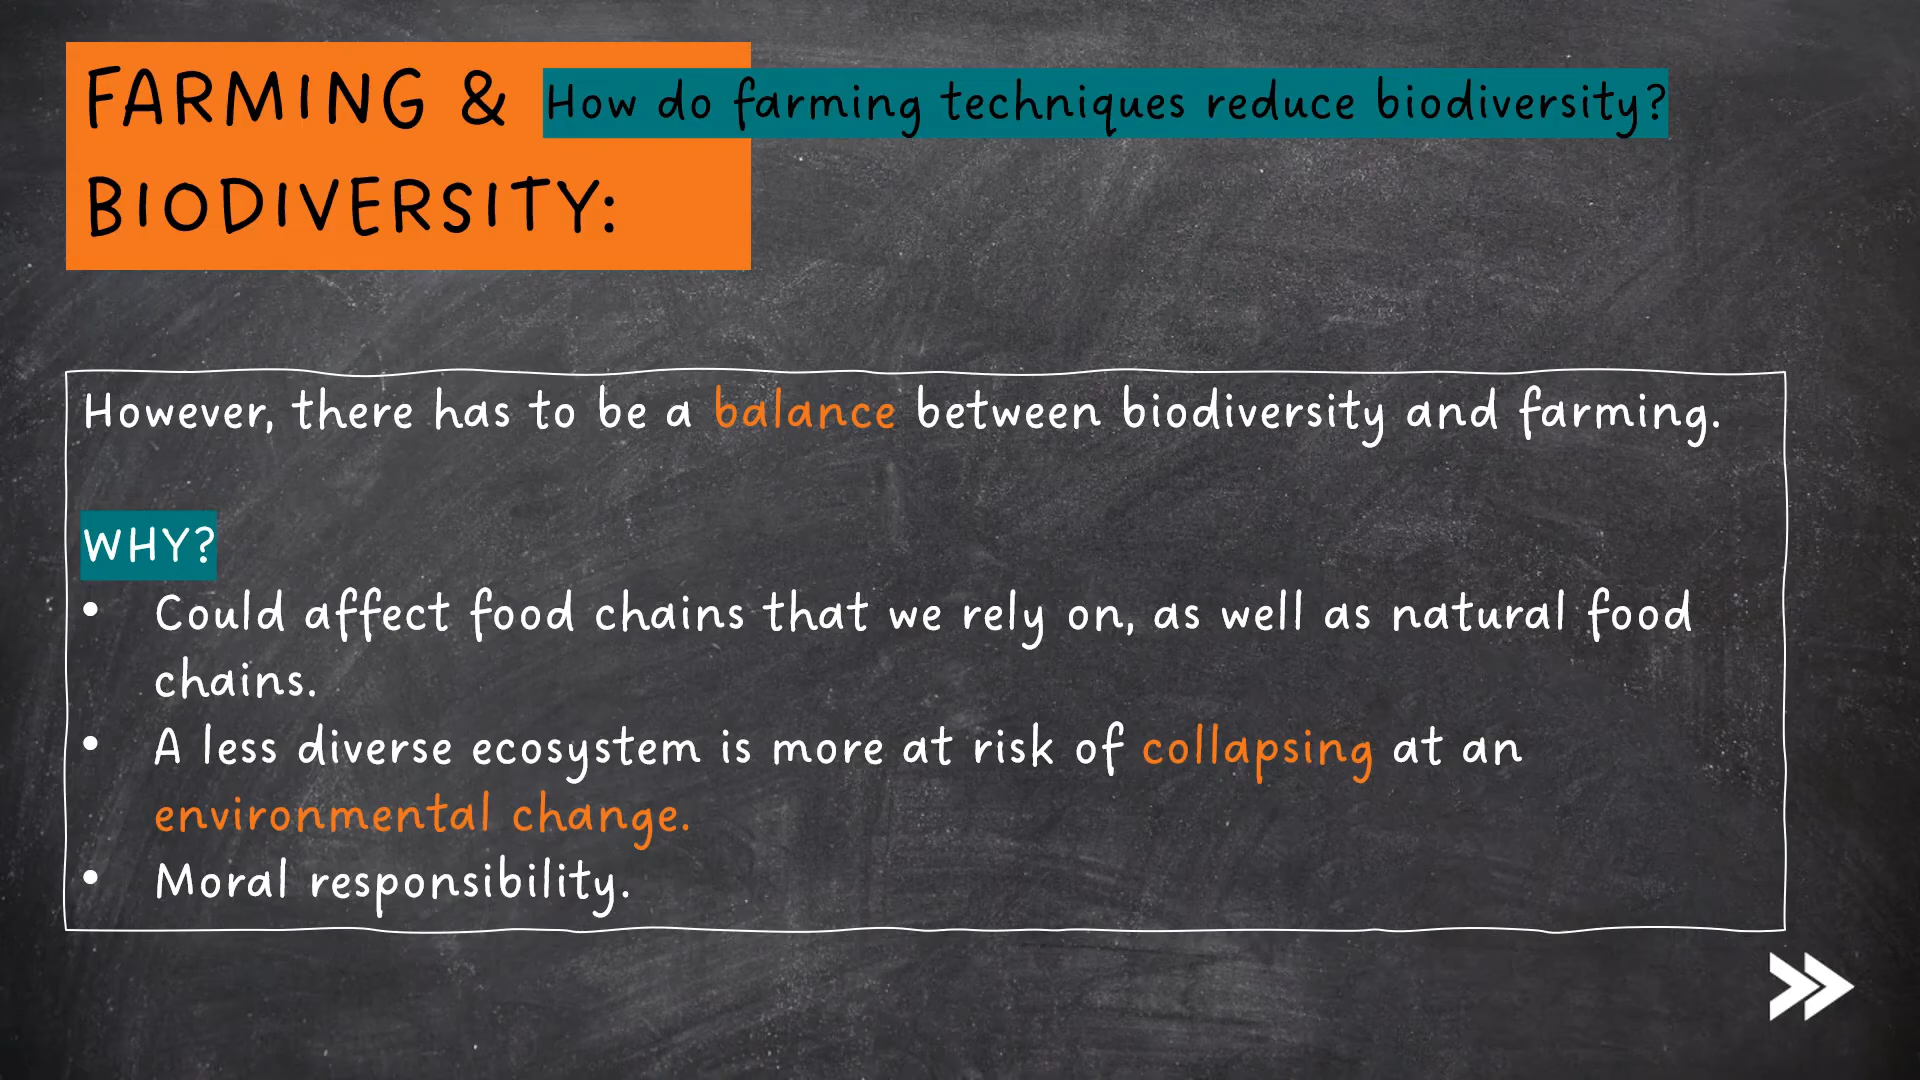 FARMING &
BIODIVERSITY:
How do farming techniques reduce biodiversity?
However, there has to be a balance between biodiversity and farming.
WHY?
• Could affect food chains that we rely on, as well as natural food
chains.
• A less diverse ecosystem is more at risk of collapsing at an
environmental change.
• Moral responsibility.